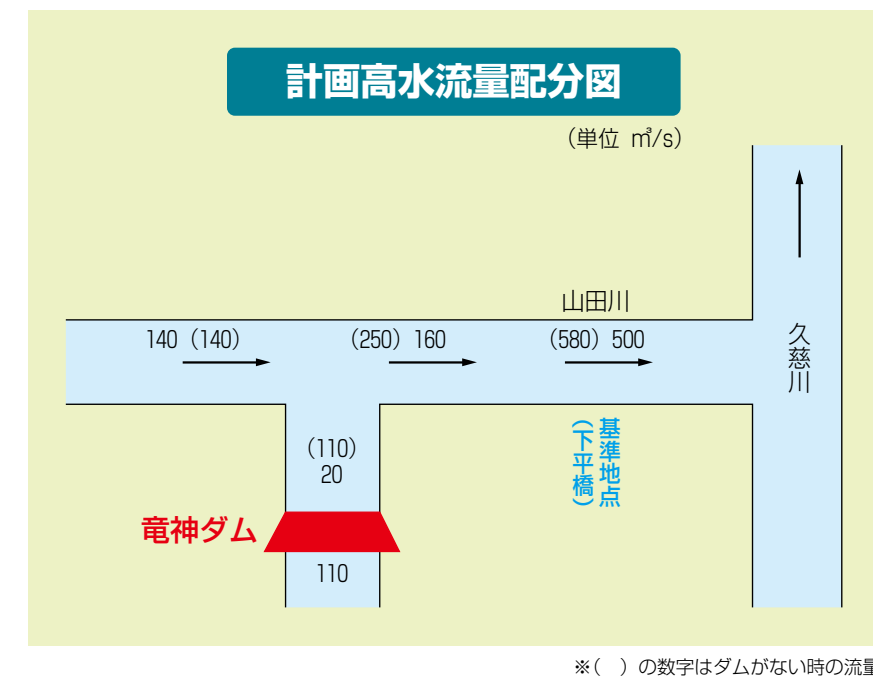 計画高水流量配分図
(単位 ㎥/s)
山田川
140 (140)
(250) 160
(580) 500
久慈川
基準地点
(下平橋)
(110)
20
竜神ダム
110
※( )の数字はダムがない時の流量